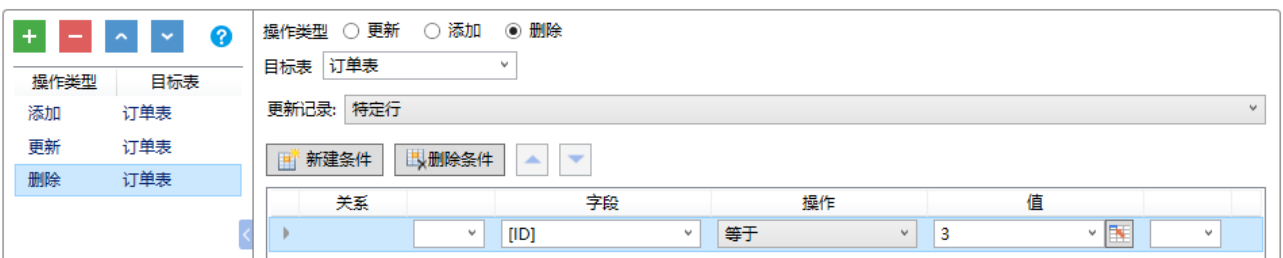 操作类型 更新 添加 删除
目标表 订单表
操作类型 目标表
添加 订单表
更新 订单表
删除 订单表
更新记录: 特定行
新建条件 删除条件
关系 字段 操作 值
[ID] 等于 3